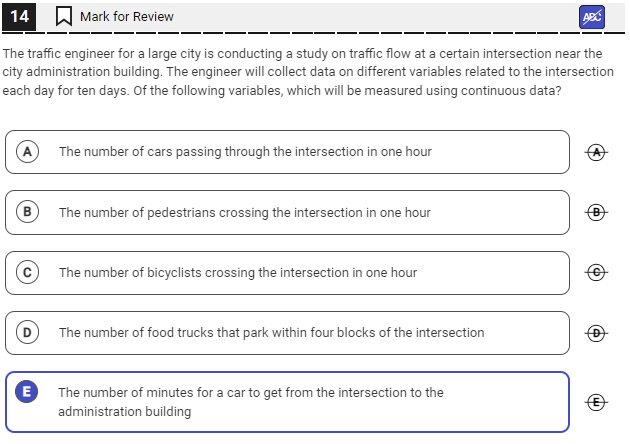 14 Mark for Review ABC
The traffic engineer for a large city is conducting a study on traffic flow at a certain intersection near the
city administration building. The engineer will collect data on different variables related to the intersection
each day for ten days. Of the following variables, which will be measured using continuous data?
A The number of cars passing through the intersection in one hour A
B The number of pedestrians crossing the intersection in one hour B
C The number of bicyclists crossing the intersection in one hour C
D The number of food trucks that park within four blocks of the intersection D
E The number of minutes for a car to get from the intersection to the
administration building E